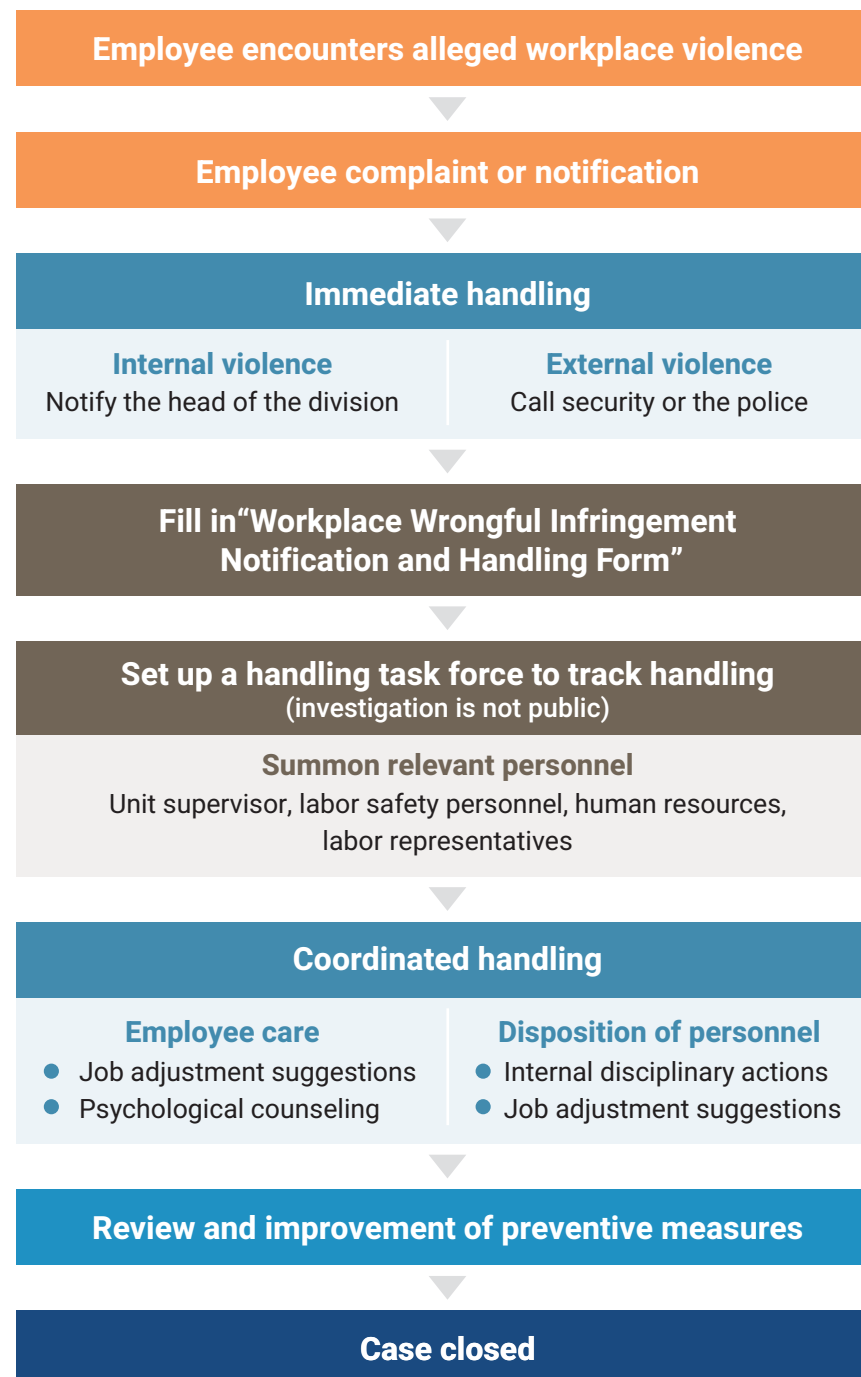 Employee encounters alleged workplace violence
Employee complaint or notification
Immediate handling
Internal violence
Notify the head of the division
External violence
Call security or the police
Fill in“Workplace Wrongful Infringement
Notification and Handling Form”
Set up a handling task force to track handling
(investigation is not public)
Summon relevant personnel
Unit supervisor, labor safety personnel, human resources,
labor representatives
Coordinated handling
Employee care
● Job adjustment suggestions
● Psychological counseling
Disposition of personnel
● Internal disciplinary actions
● Job adjustment suggestions
Review and improvement of preventive measures
Case closed